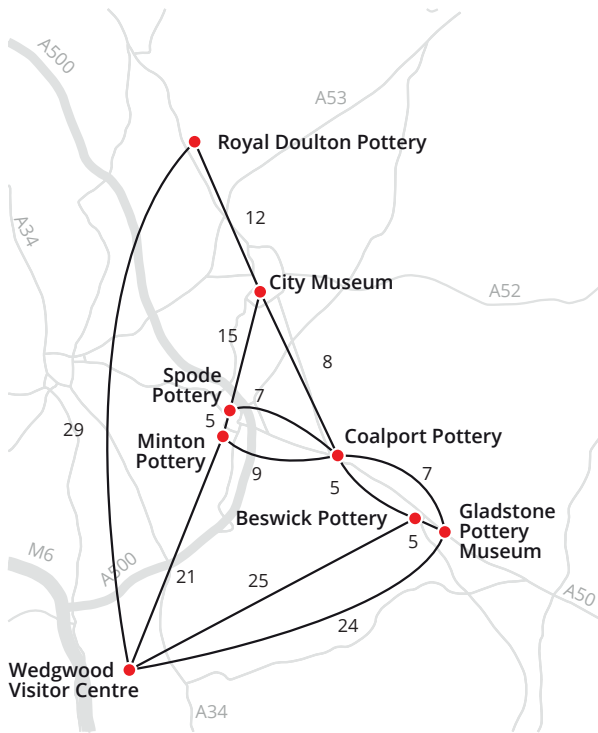 A500
A53
Royal Doulton Pottery
A34
12
City Museum
A52
15
8
Spode
Pottery
7
5
Minton
Pottery
Coalport Pottery
29
9
7
5
Beswick Pottery
Gladstone
Pottery
Museum
5
M6
A500
21
25
A50
24
Wedgwood
Visitor Centre
A34